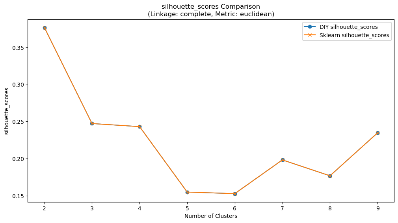 silhouette_scores Comparison
(Linkage: complete, Metric: euclidean)
DIY silhouette_scores
Sklearn silhouette_scores
silhouette_scores
0.35
0.30
0.25
0.20
0.15
2 3 4 5 6 7 8 9
Number of Clusters